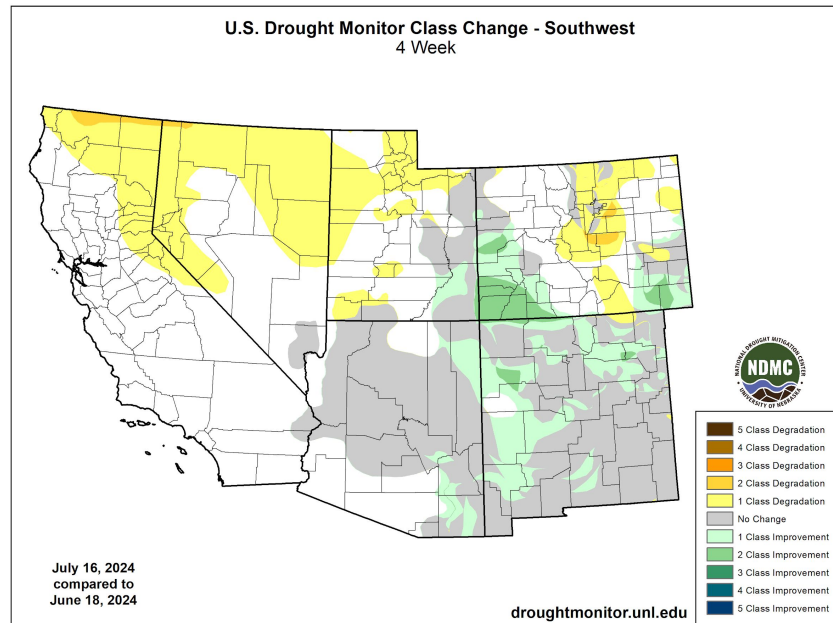 U.S. Drought Monitor Class Change - Southwest
4 Week
NATIONAL DROUGHT MITIGATION CENTER
NDMC
UNIVERSITY OF NEBRASKA
5 Class Degradation
4 Class Degradation
3 Class Degradation
2 Class Degradation
1 Class Degradation
No Change
1 Class Improvement
2 Class Improvement
3 Class Improvement
4 Class Improvement
5 Class Improvement
July 16, 2024
compared to
June 18, 2024
droughtmonitor.unl.edu